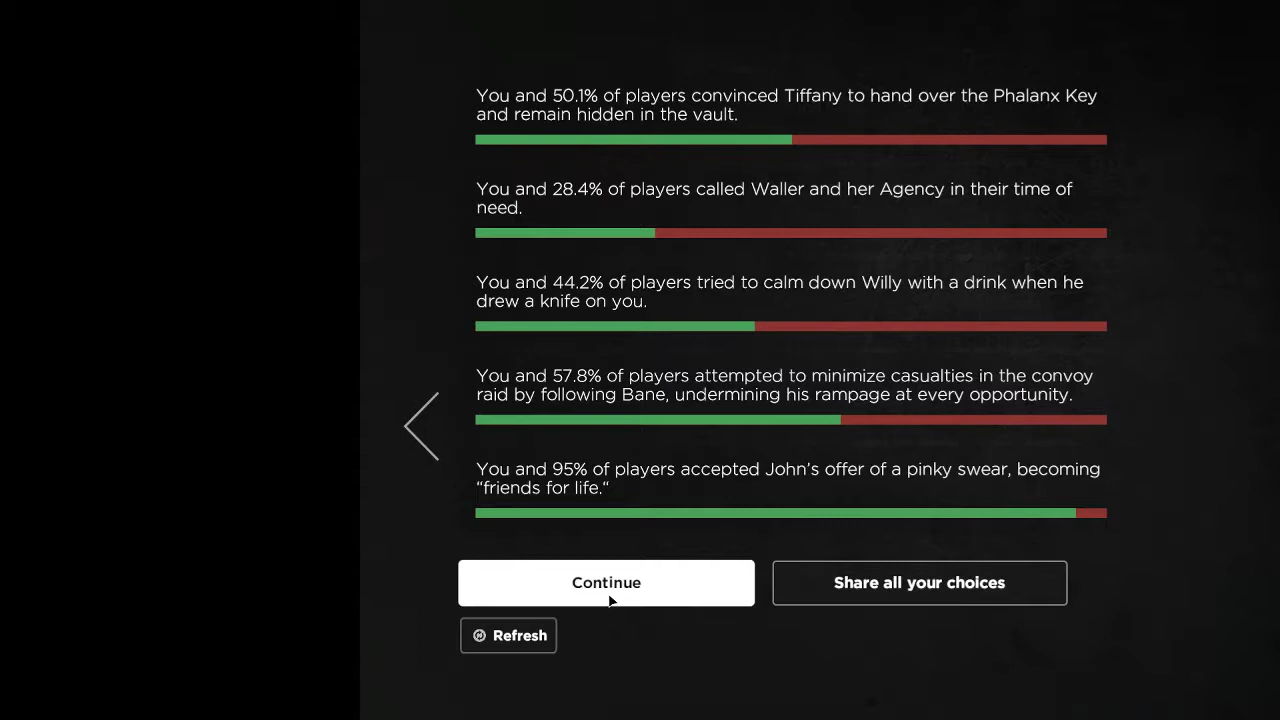 You and 50.1% of players convinced Tiffany to hand over the Phalanx Key
and remain hidden in the vault.
You and 28.4% of players called Waller and her Agency in their time of
need.
You and 44.2% of players tried to calm down Willy with a drink when he
drew a knife on you.
You and 57.8% of players attempted to minimize casualties in the convoy
raid by following Bane, undermining his rampage at every opportunity.
You and 95% of players accepted John’s offer of a pinky swear, becoming
“friends for life.“
Continue
Share all your choices
Refresh